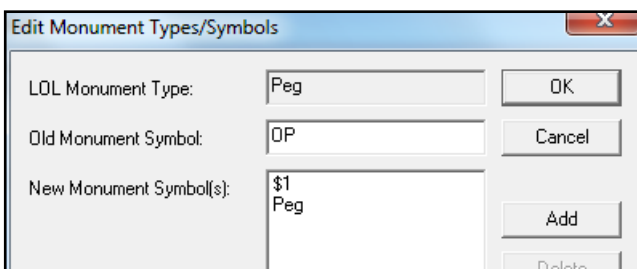 Edit Monument Types/Symbols
LOL Monument Type: Peg OK
Old Monument Symbol: OP Cancel
New Monument Symbol(s): $1
Peg
Add
Delete